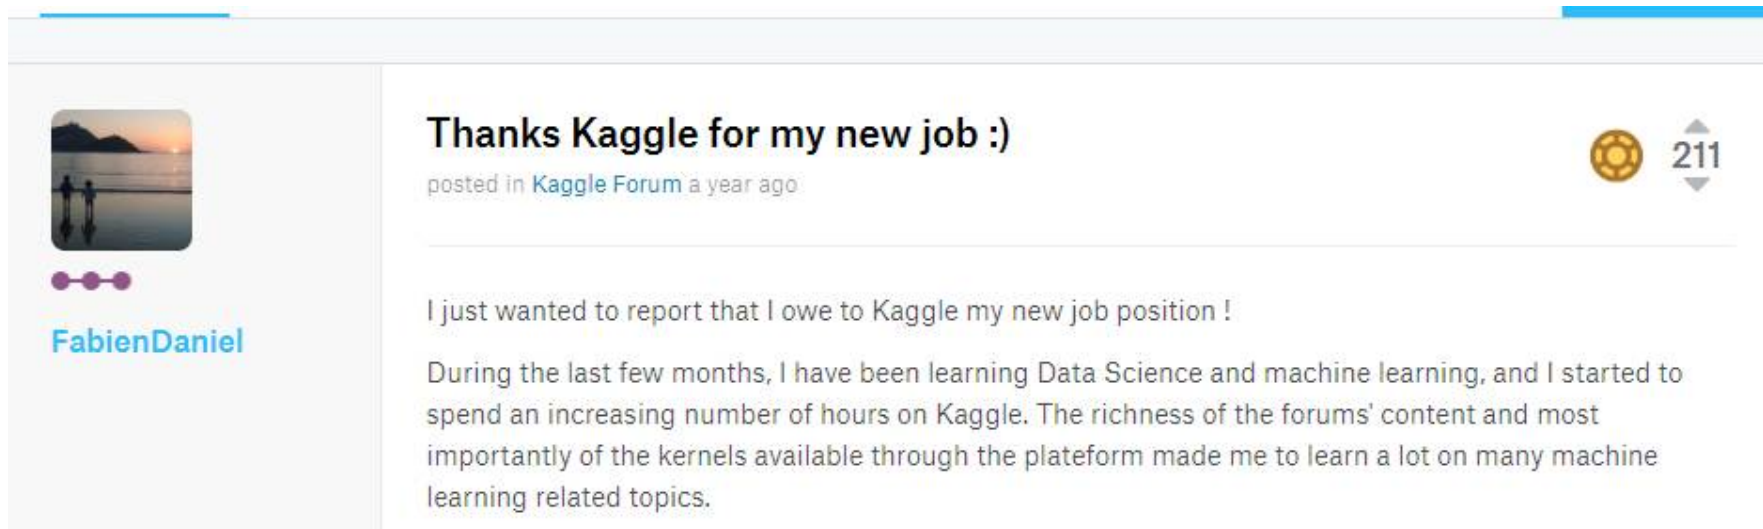 Thanks Kaggle for my new job :)
211
posted in Kaggle Forum a year ago
FabienDaniel
I just wanted to report that I owe to Kaggle my new job position !
During the last few months, I have been learning Data Science and machine learning, and I started to
spend an increasing number of hours on Kaggle. The richness of the forums' content and most
importantly of the kernels available through the plateform made me to learn a lot on many machine
learning related topics.